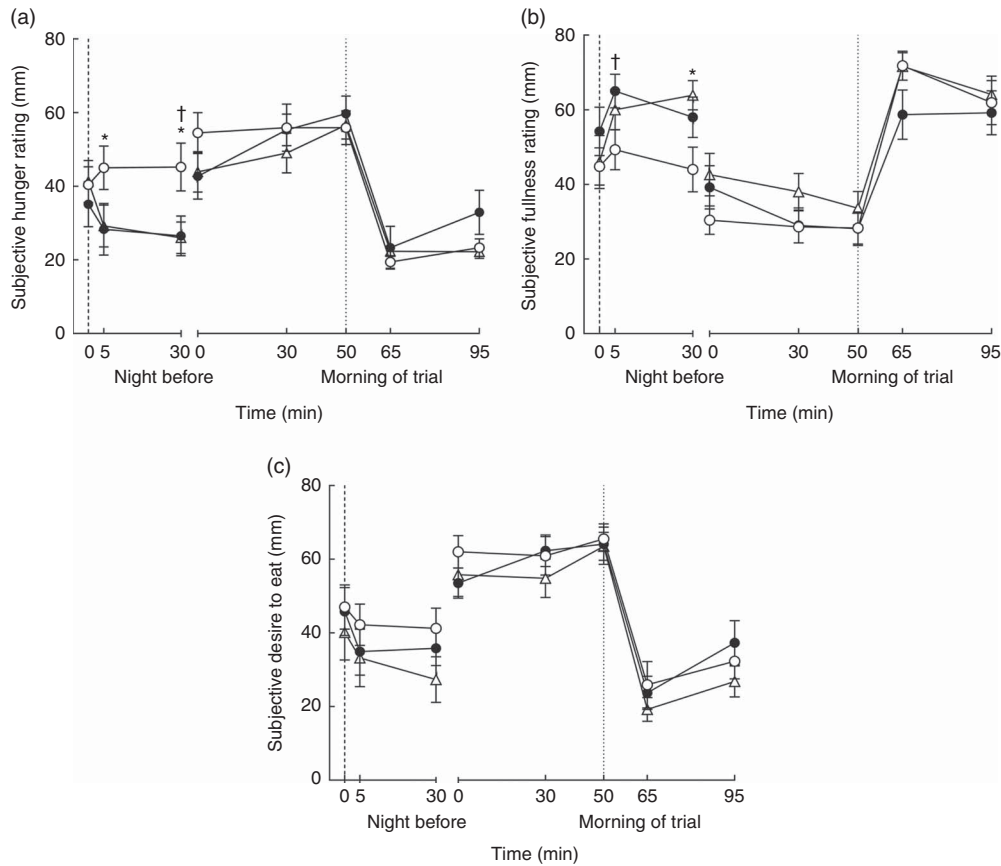 (a)
80
60
40
20
0
Subjective hunger rating (mm)
*
†
*
0 5 30 0 30 50 65 95
Night before Morning of trial
Time (min)
(b)
80
60
40
20
0
Subjective fullness rating (mm)
†
*
0 5 30 0 30 50 65 95
Night before Morning of trial
Time (min)
(c)
80
60
40
20
0
Subjective desire to eat (mm)
0 5 30 0 30 50 65 95
Night before Morning of trial
Time (min)